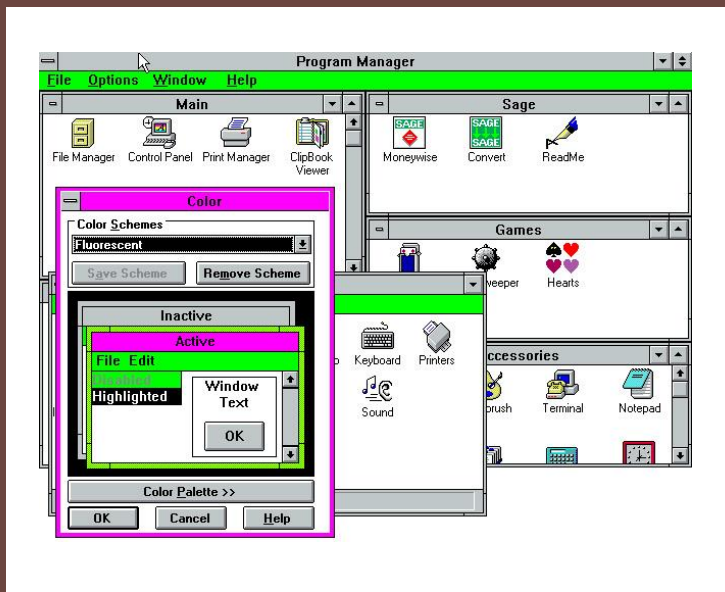 Program Manager
File Options Window Help
Main
File Manager
Control Panel
Print Manager
ClipBook
Viewer
Sage
SAGE
Moneywise
SAGE
SAGE
Convert
ReadMe
Color
Color Schemes
Fluorescent
Save Scheme
Remove Scheme
Inactive
Active
File Edit
Disabled
Highlighted
Window
Text
OK
Color Palette >>
OK
Cancel
Help
Keyboard
Printers
Sound
Games
Hearts
Terminal
Notepad